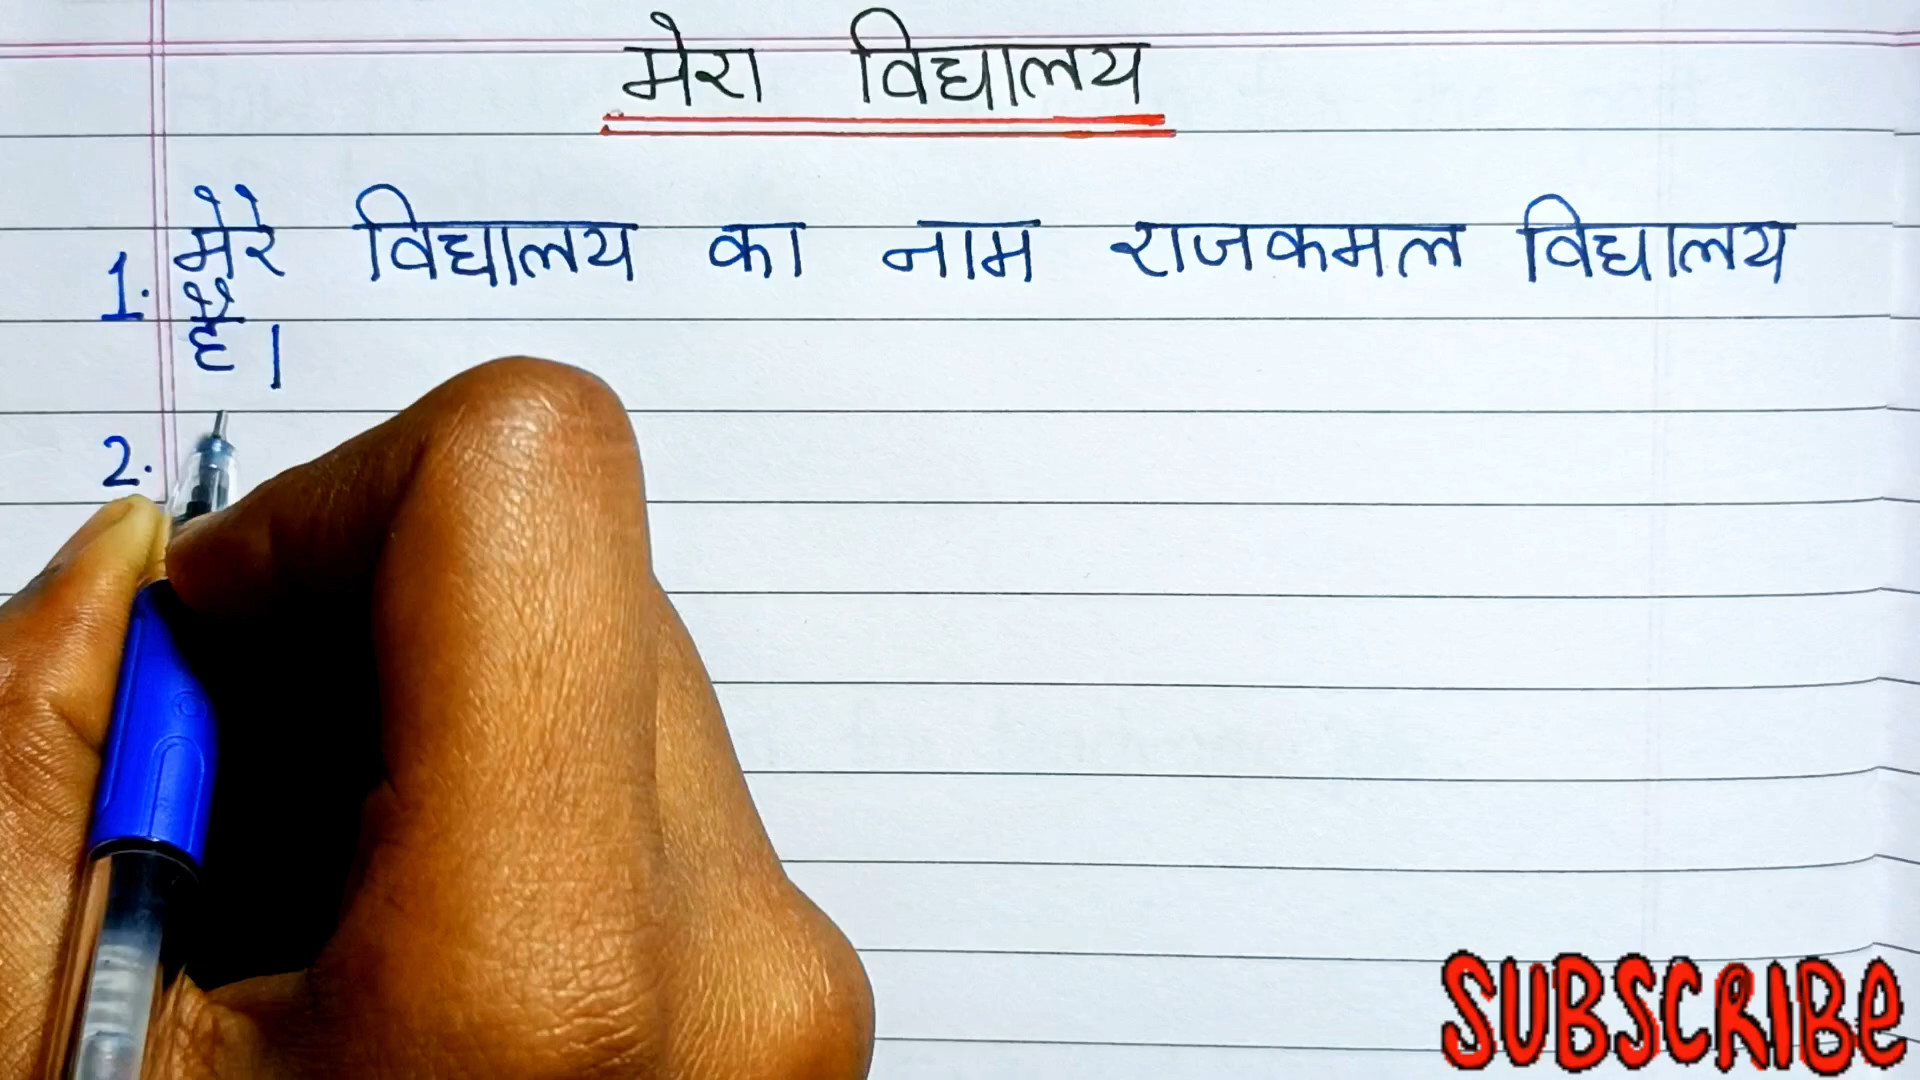 मेरा विद्यालय
1. मेरे विद्यालय का नाम राजकमल विद्यालय
है।
2.
SUBSCRIBE